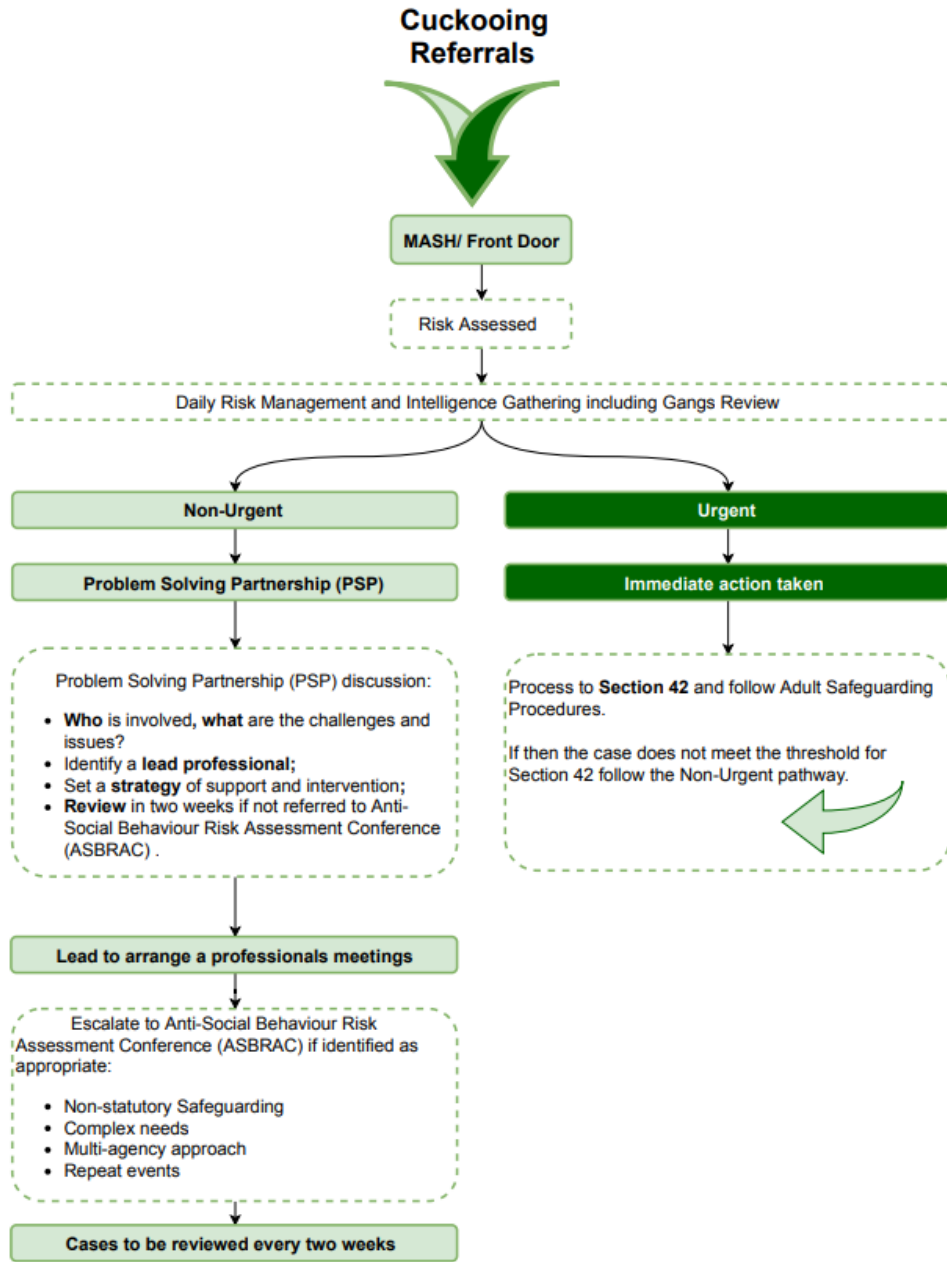 Cuckooing
Referrals
MASH/ Front Door
Risk Assessed
Daily Risk Management and Intelligence Gathering including Gangs Review
Non-Urgent
Urgent
Problem Solving Partnership (PSP)
Immediate action taken
Problem Solving Partnership (PSP) discussion:
• Who is involved, what are the challenges and
issues?
• Identify a lead professional;
• Set a strategy of support and intervention;
• Review in two weeks if not referred to Anti-
Social Behaviour Risk Assessment Conference
(ASBRAC) .
Process to Section 42 and follow Adult Safeguarding
Procedures.
If then the case does not meet the threshold for
Section 42 follow the Non-Urgent pathway.
Lead to arrange a professionals meetings
Escalate to Anti-Social Behaviour Risk
Assessment Conference (ASBRAC) if identified as
appropriate:
• Non-statutory Safeguarding
• Complex needs
• Multi-agency approach
• Repeat events
Cases to be reviewed every two weeks